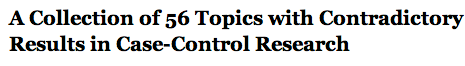 A Collection of 56 Topics with Contradictory
Results in Case-Control Research